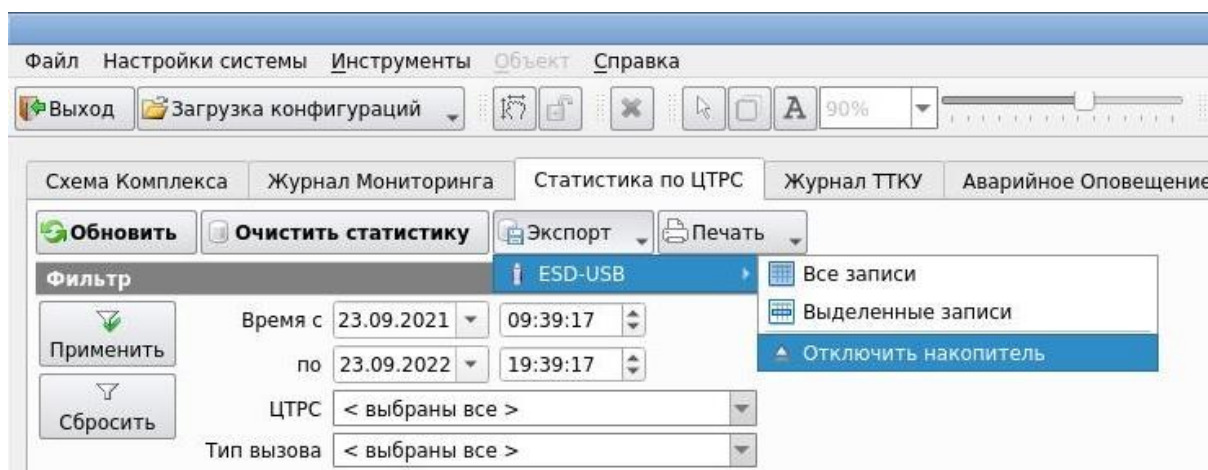 Файл Настройки системы Инструменты Объект Справка
Выход Загрузка конфигураций A 90%
Схема Комплекса Журнал Мониторинга Статистика по ЦТРС Журнал ТТКУ Аварийное Оповещение
Обновить Очистить статистику Экспорт Печать
Фильтр ESD-USB Все записи
Применить Время с 23.09.2021 09:39:17 Выделенные записи
по 23.09.2022 19:39:17 Отключить накопитель
Сбросить ЦТРС < выбраны все >
Тип вызова < выбраны все >